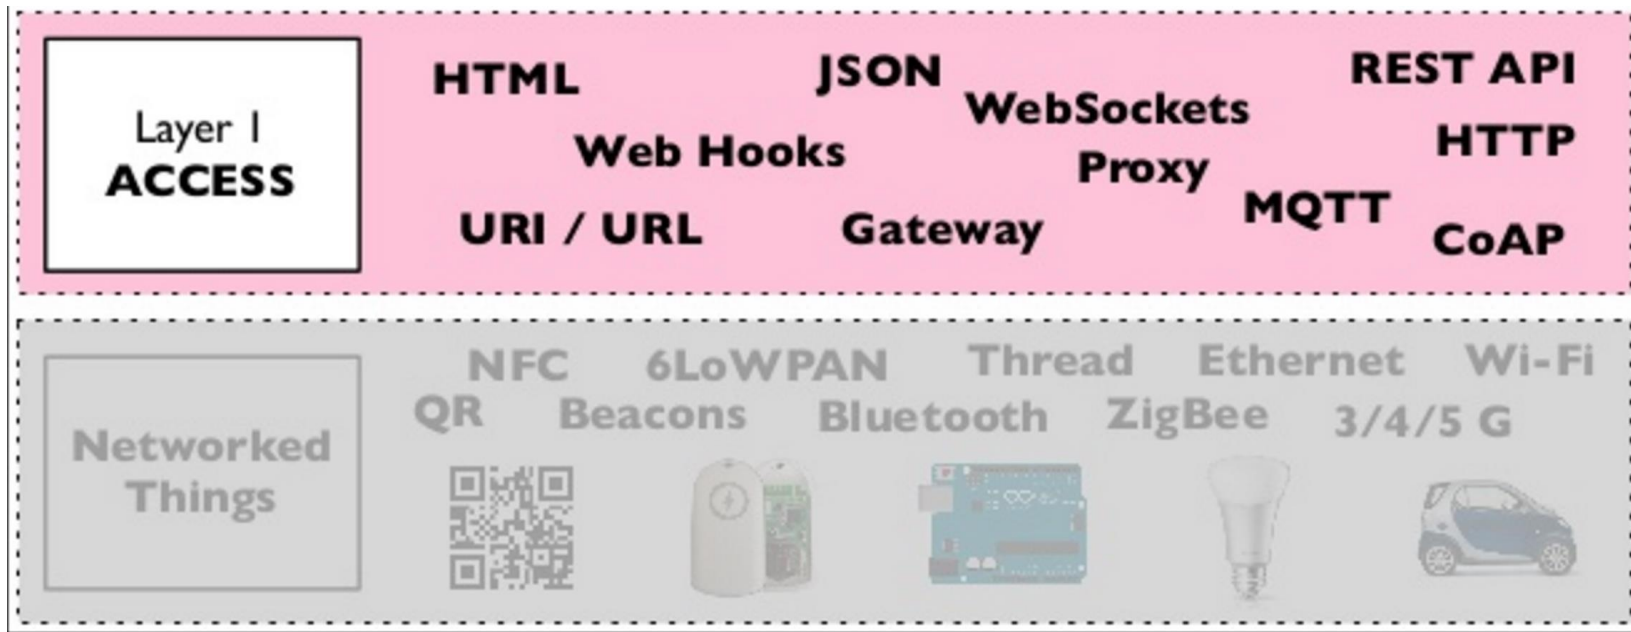 Layer 1
ACCESS
HTML
JSON
REST API
WebSockets
Web Hooks
Proxy
HTTP
URI / URL
Gateway
MQTT
CoAP
Networked
Things
NFC
6LoWPAN
Thread
Ethernet
Wi-Fi
QR
Beacons
Bluetooth
ZigBee
3/4/5 G